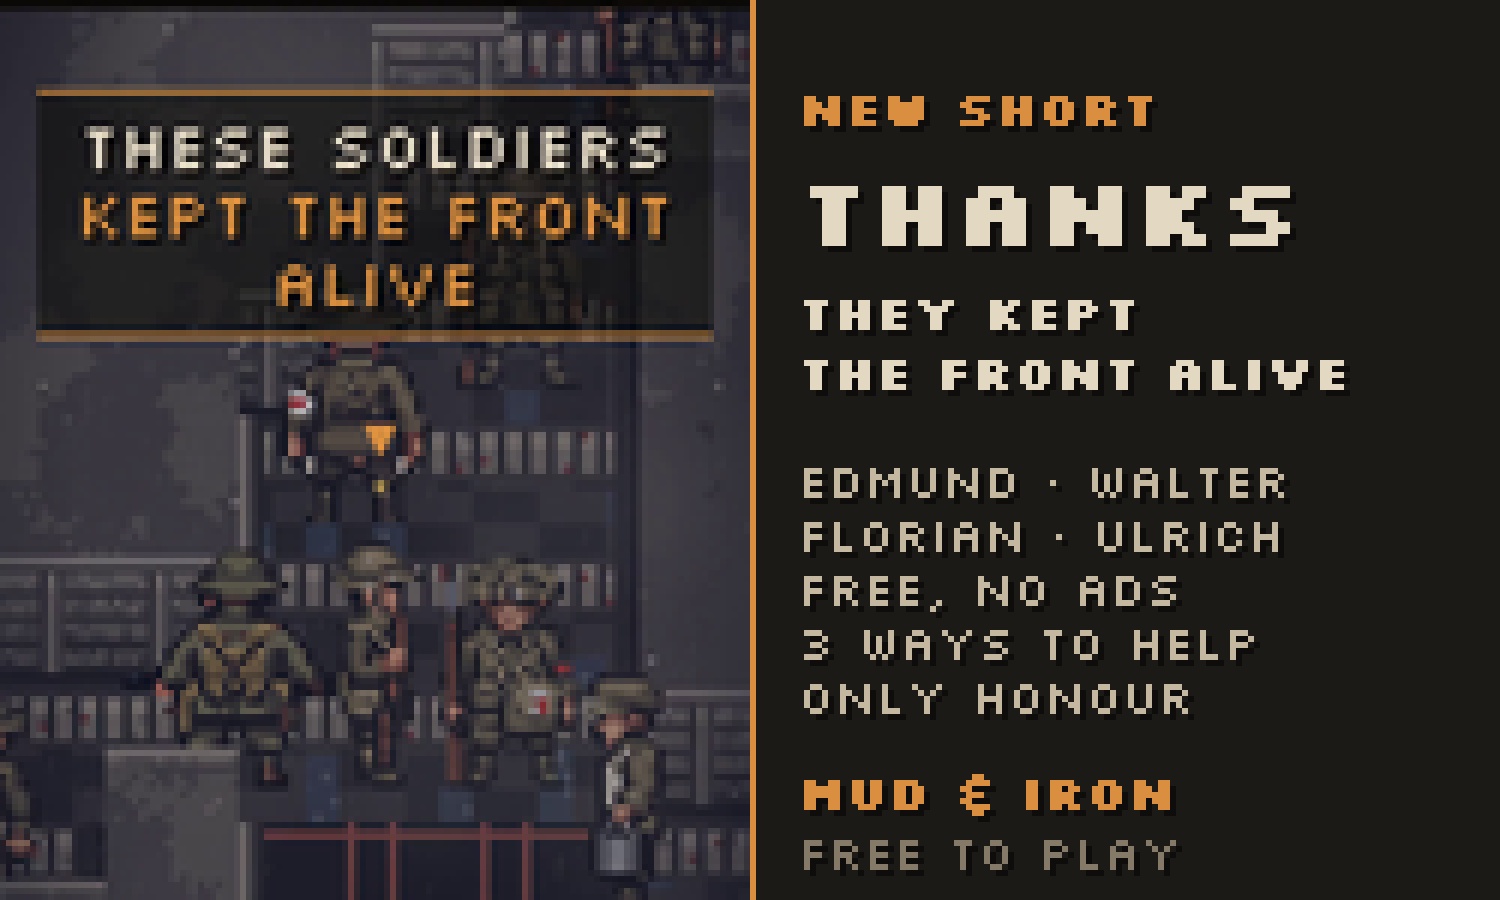 THESE SOLDIERS
KEPT THE FRONT
ALIVE
NEW SHORT
THANKS
THEY KEPT
THE FRONT ALIVE
EDMUND · WALTER
FLORIAN · ULRICH
FREE, NO ADS
3 WAYS TO HELP
ONLY HONOUR
MUD & IRON
FREE TO PLAY